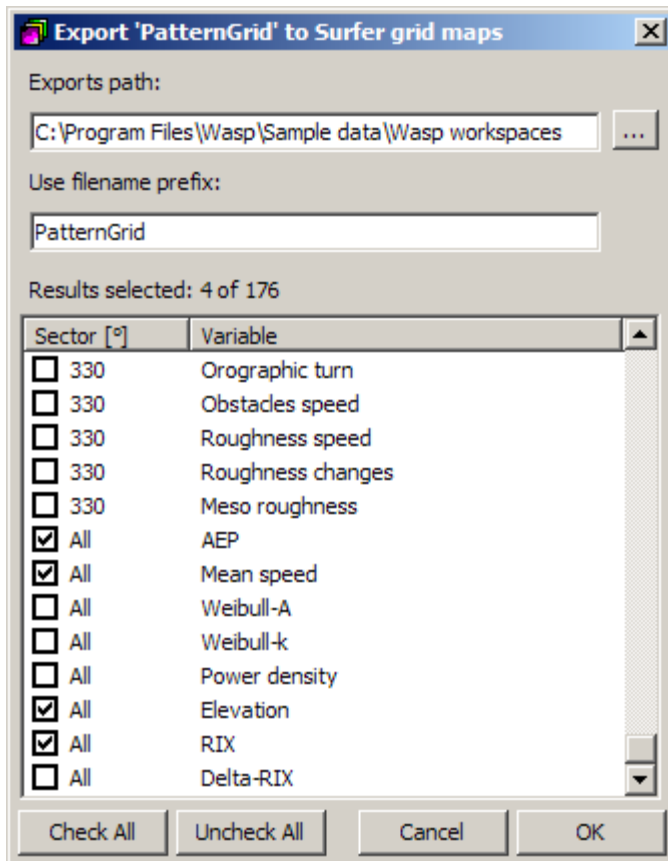 Export 'PatternGrid' to Surfer grid maps
Exports path:
C:\Program Files\Wasp\Sample data\Wasp workspaces ...
Use filename prefix:
PatternGrid
Results selected: 4 of 176
Sector [º] Variable
330 Orographic turn
330 Obstacles speed
330 Roughness speed
330 Roughness changes
330 Meso roughness
All AEP
All Mean speed
All Weibull-A
All Weibull-k
All Power density
All Elevation
All RIX
All Delta-RIX
Check All Uncheck All Cancel OK